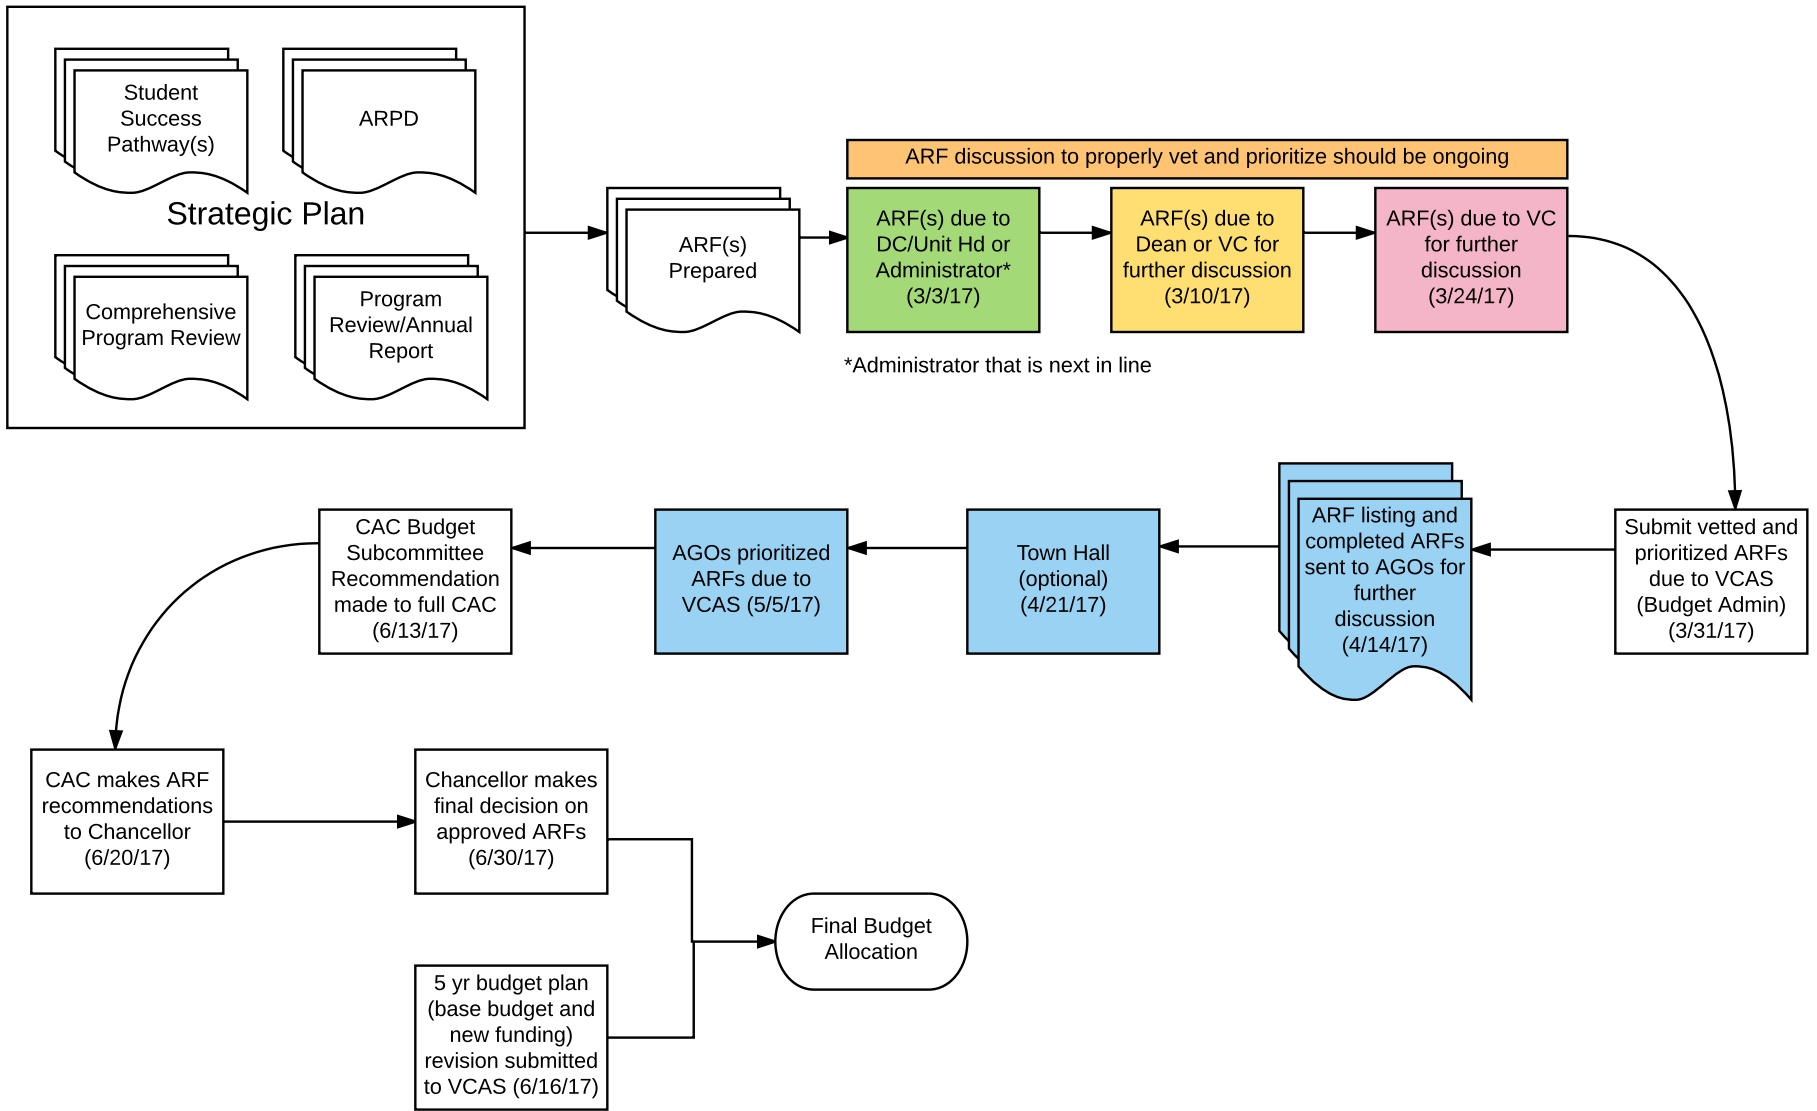 Student
Success
Pathway(s)
ARPD
Strategic Plan
Comprehensive
Program Review
Program
Review/Annual
Report
ARF(s)
Prepared
ARF discussion to properly vet and prioritize should be ongoing
ARF(s) due to
DC/Unit Hd or
Administrator*
(3/3/17)
ARF(s) due to
Dean or VC for
further discussion
(3/10/17)
ARF(s) due to VC
for further
discussion
(3/24/17)
*Administrator that is next in line
Submit vetted and
prioritized ARFs
due to VCAS
(Budget Admin)
(3/31/17)
ARF listing and
completed ARFs
sent to AGOs for
further
discussion
(4/14/17)
Town Hall
(optional)
(4/21/17)
AGOs prioritized
ARFs due to
VCAS (5/5/17)
CAC Budget
Subcommittee
Recommendation
made to full CAC
(6/13/17)
CAC makes ARF
recommendations
to Chancellor
(6/20/17)
Chancellor makes
final decision on
approved ARFs
(6/30/17)
5 yr budget plan
(base budget and
new funding)
revision submitted
to VCAS (6/16/17)
Final Budget
Allocation